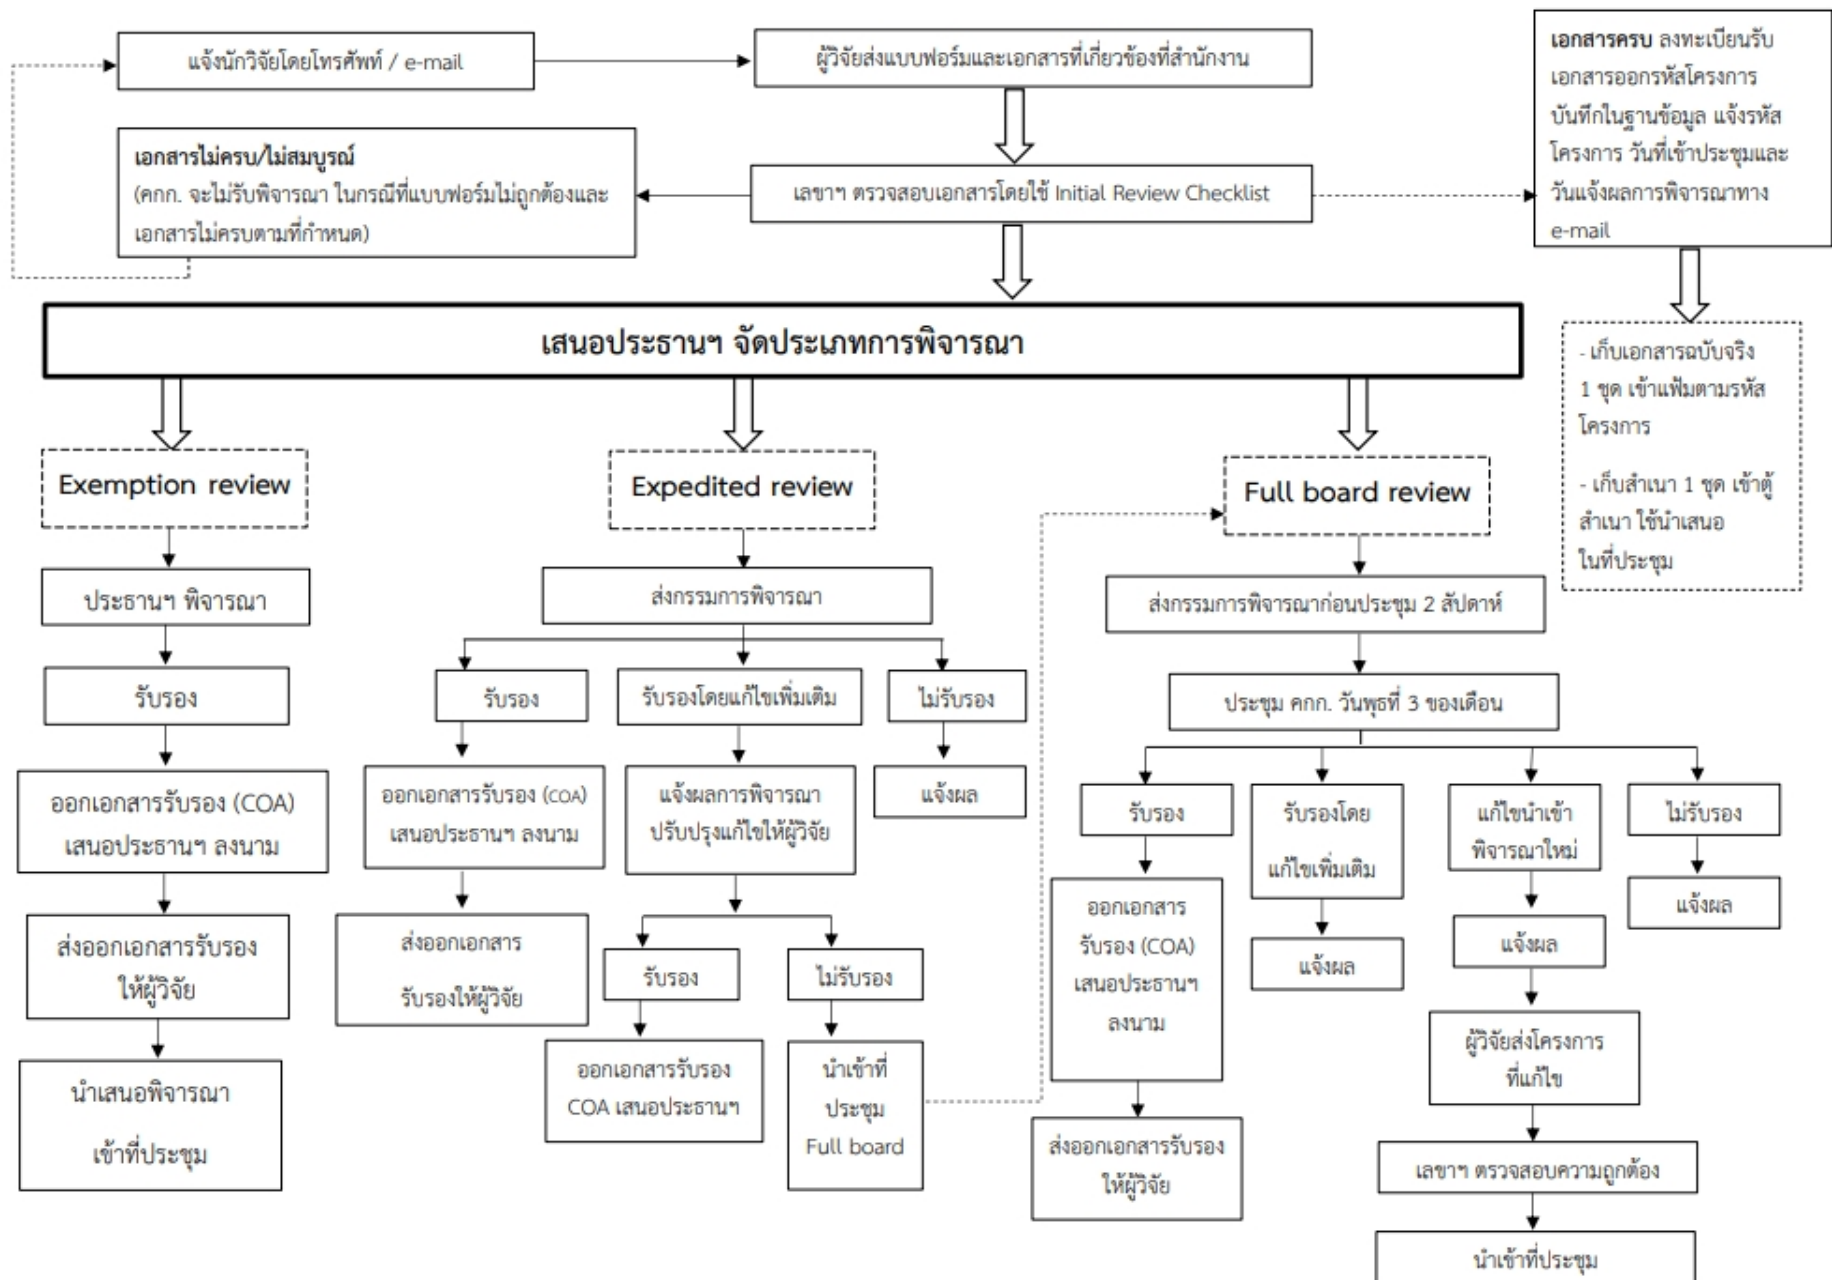 แจ้งนักวิจัยโดยโทรศัพท์ / e-mail
ผู้วิจัยส่งแบบฟอร์มและเอกสารที่เกี่ยวข้องที่สำนักงาน
เอกสารครบ ลงทะเบียนรับ
เอกสารออกรหัสโครงการ
บันทึกในฐานข้อมูล แจ้งรหัส
โครงการ วันที่เข้าประชุมและ
วันแจ้งผลการพิจารณาทาง
e-mail
เอกสารไม่ครบ/ไม่สมบูรณ์
(คกก. จะไม่รับพิจารณา ในกรณีที่แบบฟอร์มไม่ถูกต้องและ
เอกสารไม่ครบตามที่กำหนด)
เลขาฯ ตรวจสอบเอกสารโดยใช้ Initial Review Checklist
เสนอประธานฯ จัดประเภทการพิจารณา
- เก็บเอกสารฉบับจริง
1 ชุด เข้าแฟ้มตามรหัส
โครงการ
- เก็บสำเนา 1 ชุด เข้าตู้
สำเนา ใช้นำเสนอ
ในที่ประชุม
Exemption review
ประธานฯ พิจารณา
รับรอง
ออกเอกสารรับรอง (COA)
เสนอประธานฯ ลงนาม
ส่งออกเอกสารรับรอง
ให้ผู้วิจัย
นำเสนอพิจารณา
เข้าที่ประชุม
Expedited review
ส่งกรรมการพิจารณา
รับรอง
ออกเอกสารรับรอง (COA)
เสนอประธานฯ ลงนาม
ส่งออกเอกสาร
รับรองให้ผู้วิจัย
รับรองโดยแก้ไขเพิ่มเติม
แจ้งผลการพิจารณา
ปรับปรุงแก้ไขให้ผู้วิจัย
รับรอง
ออกเอกสารรับรอง
COA เสนอประธานฯ
ไม่รับรอง
นำเข้าที่
ประชุม
Full board
ไม่รับรอง
แจ้งผล
Full board review
ส่งกรรมการพิจารณาก่อนประชุม 2 สัปดาห์
ประชุม คกก. วันพุธที่ 3 ของเดือน
รับรอง
ออกเอกสาร
รับรอง (COA)
เสนอประธานฯ
ลงนาม
ส่งออกเอกสารรับรอง
ให้ผู้วิจัย
รับรองโดย
แก้ไขเพิ่มเติม
แจ้งผล
แก้ไขนำเข้า
พิจารณาใหม่
แจ้งผล
ผู้วิจัยส่งโครงการ
ที่แก้ไข
เลขาฯ ตรวจสอบความถูกต้อง
นำเข้าที่ประชุม
ไม่รับรอง
แจ้งผล